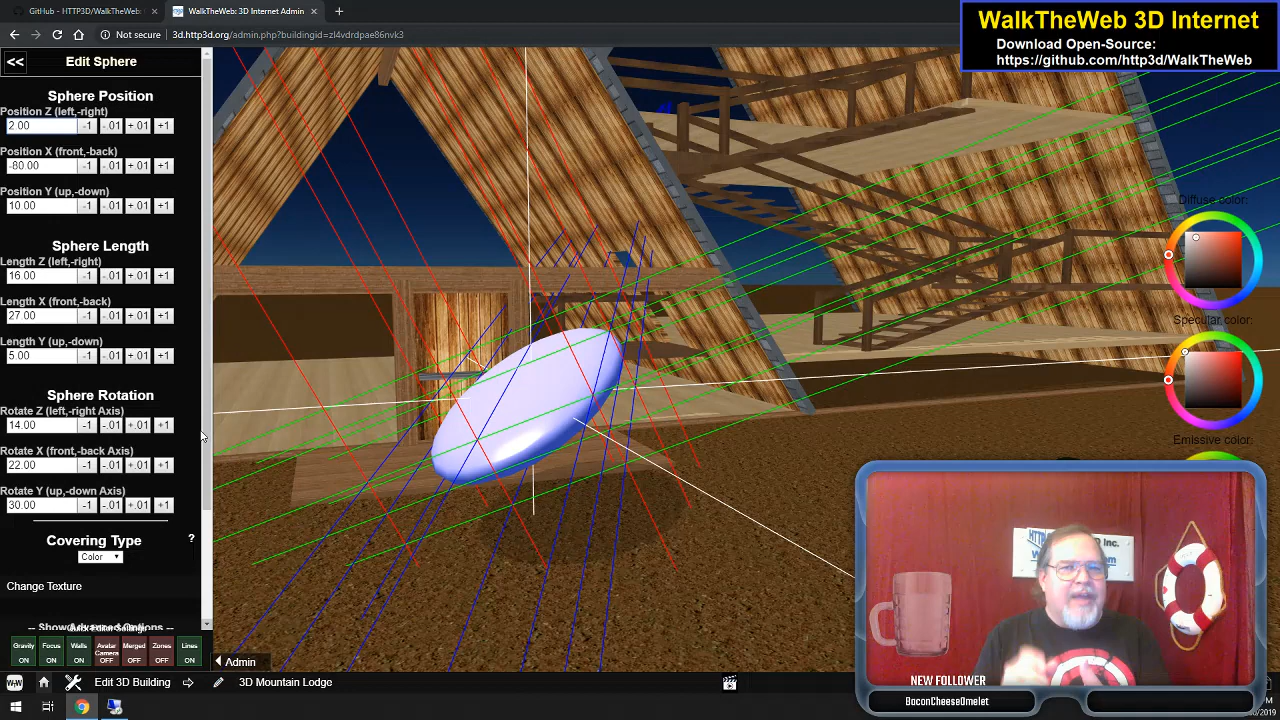 GitHub - HTTP3D/WalkTheWeb:
WalkTheWeb: 3D Internet Admin
Not secure
3d.http3d.org/admin.php?buildingid=zl4vdrdpae86nvk3
WalkTheWeb 3D Internet
Download Open-Source:
https://github.com/http3d/WalkTheWeb
<<
Edit Sphere
Sphere Position
Position Z (left,-right)
2.00 -1 -.01 +.01 +1
Position X (front,-back)
-80.00 -1 -.01 +.01 +1
Position Y (up,-down)
10.00 -1 -.01 +.01 +1
Sphere Length
Length Z (left,-right)
16.00 -1 -.01 +.01 +1
Length X (front,-back)
27.00 -1 -.01 +.01 +1
Length Y (up,-down)
5.00 -1 -.01 +.01 +1
Sphere Rotation
Rotate Z (left,-right Axis)
14.00 -1 -.01 +.01 +1
Rotate X (front,-back Axis)
22.00 -1 -.01 +.01 +1
Rotate Y (up,-down Axis)
30.00 -1 -.01 +.01 +1
Covering Type ?
Color
Change Texture
-- Show Advanced Options
Gravity ON
Focus ON
Walls ON
Avatar Camera OFF
Merged OFF
Zones OFF
Lines ON
Admin
Diffuse color:
Specular color:
Emissive color:
Edit 3D Building
3D Mountain Lodge
NEW FOLLOWER
BaconCheeseOmelet